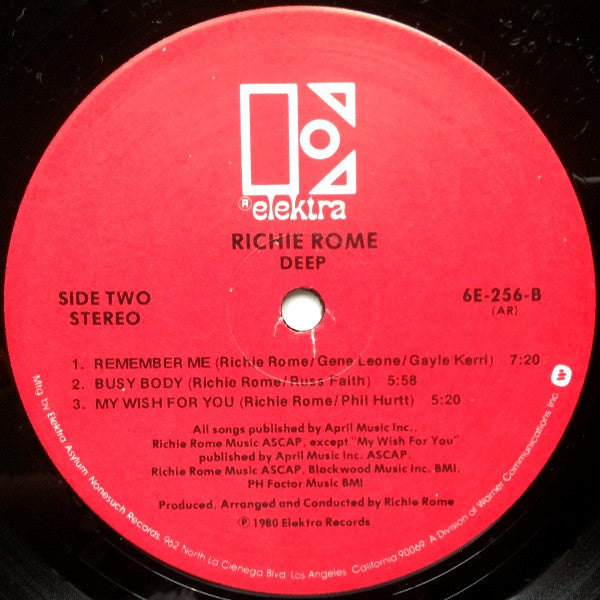 ® elektra
RICHIE ROME
DEEP
SIDE TWO
STEREO
6E-256-B
(AR)
1. REMEMBER ME (Richie Rome/Gene Leone/Gayle Kerri) 7:20
2. BUSY BODY (Richie Rome/Russ Faith) 5:58
3. MY WISH FOR YOU (Richie Rome/Phil Hurtt) 5:20
All songs published by April Music Inc.,
Richie Rome Music ASCAP, except "My Wish For You"
published by April Music Inc. ASCAP,
Richie Rome Music ASCAP, Blackwood Music Inc. BMI,
PH Factor Music BMI
Produced, Arranged and Conducted by Richie Rome
℗ 1980 Elektra Records
Mfg. by Elektra/Asylum/Nonesuch Records, 962 North La Cienega Blvd. Los Angeles, California 90069. A Division of Warner Communications, Inc.